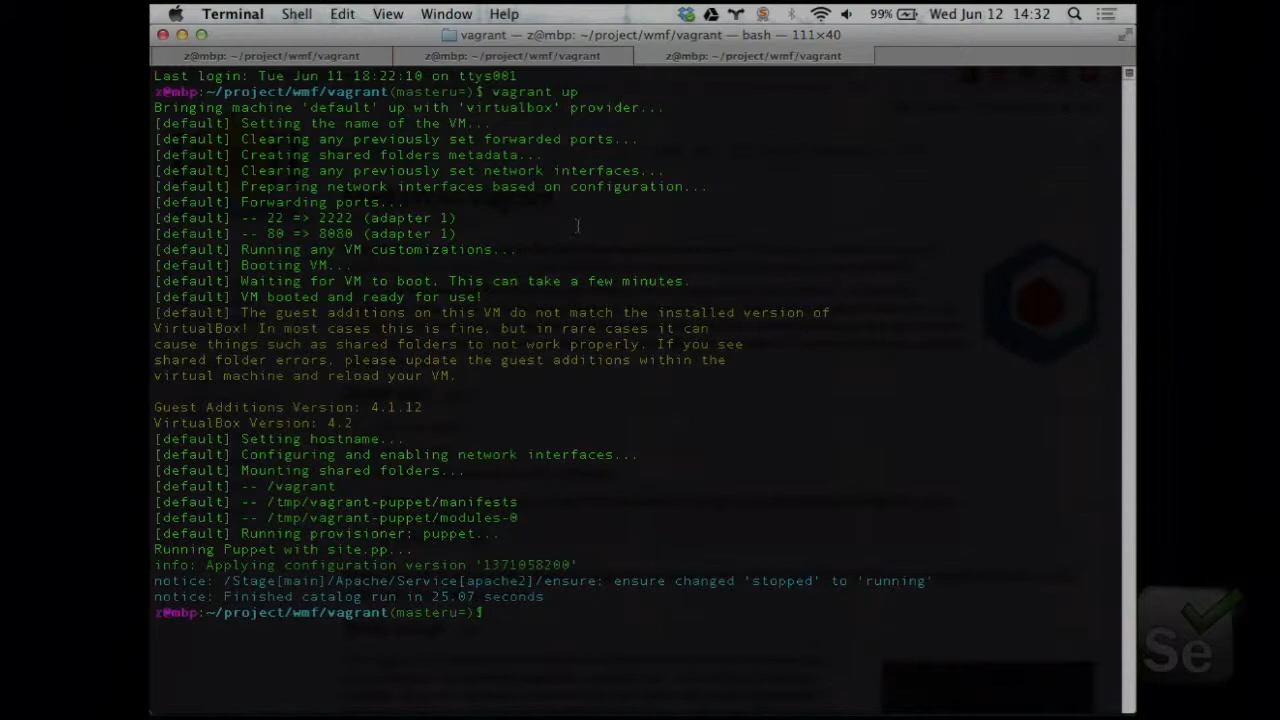 Terminal Shell Edit View Window Help 99% Wed Jun 12 14:32
vagrant — z@mbp: ~/project/wmf/vagrant — bash — 111×40
z@mbp: ~/project/wmf/vagrant z@mbp: ~/project/wmf/vagrant z@mbp: ~/project/wmf/vagrant
Last login: Tue Jun 11 18:22:10 on ttys001
z@mbp:~/project/wmf/vagrant(masteru=)$ vagrant up
Bringing machine 'default' up with 'virtualbox' provider...
[default] Setting the name of the VM...
[default] Clearing any previously set forwarded ports...
[default] Creating shared folders metadata...
[default] Clearing any previously set network interfaces...
[default] Preparing network interfaces based on configuration...
[default] Forwarding ports...
[default] -- 22 => 2222 (adapter 1)
[default] -- 80 => 8080 (adapter 1)
[default] Running any VM customizations...
[default] Booting VM...
[default] Waiting for VM to boot. This can take a few minutes.
[default] VM booted and ready for use!
[default] The guest additions on this VM do not match the installed version of
VirtualBox! In most cases this is fine, but in rare cases it can
cause things such as shared folders to not work properly. If you see
shared folder errors, please update the guest additions within the
virtual machine and reload your VM.
Guest Additions Version: 4.1.12
VirtualBox Version: 4.2
[default] Setting hostname...
[default] Configuring and enabling network interfaces...
[default] Mounting shared folders...
[default] -- /vagrant
[default] -- /tmp/vagrant-puppet/manifests
[default] -- /tmp/vagrant-puppet/modules-0
[default] Running provisioner: puppet...
Running Puppet with site.pp...
info: Applying configuration version '1371058200'
notice: /Stage[main]/Apache/Service[apache2]/ensure: ensure changed 'stopped' to 'running'
notice: Finished catalog run in 25.07 seconds
z@mbp:~/project/wmf/vagrant(masteru=)$
Se